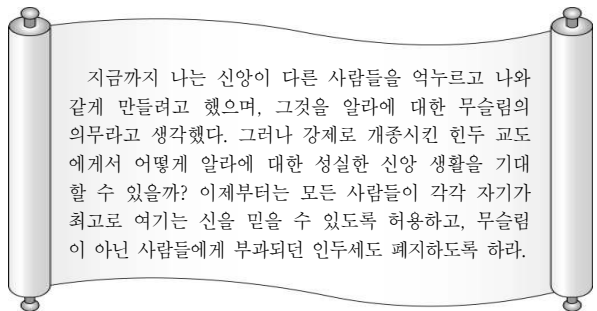 지금까지 나는 신앙이 다른 사람들을 억누르고 나와
같게 만들려고 했으며, 그것을 알라에 대한 무슬림의
의무라고 생각했다. 그러나 강제로 개종시킨 힌두 교도
에게서 어떻게 알라에 대한 성실한 신앙 생활을 기대
할 수 있을까? 이제부터는 모든 사람들이 각각 자기가
최고로 여기는 신을 믿을 수 있도록 허용하고, 무슬림
이 아닌 사람들에게 부과되던 인두세도 폐지하도록 하라.